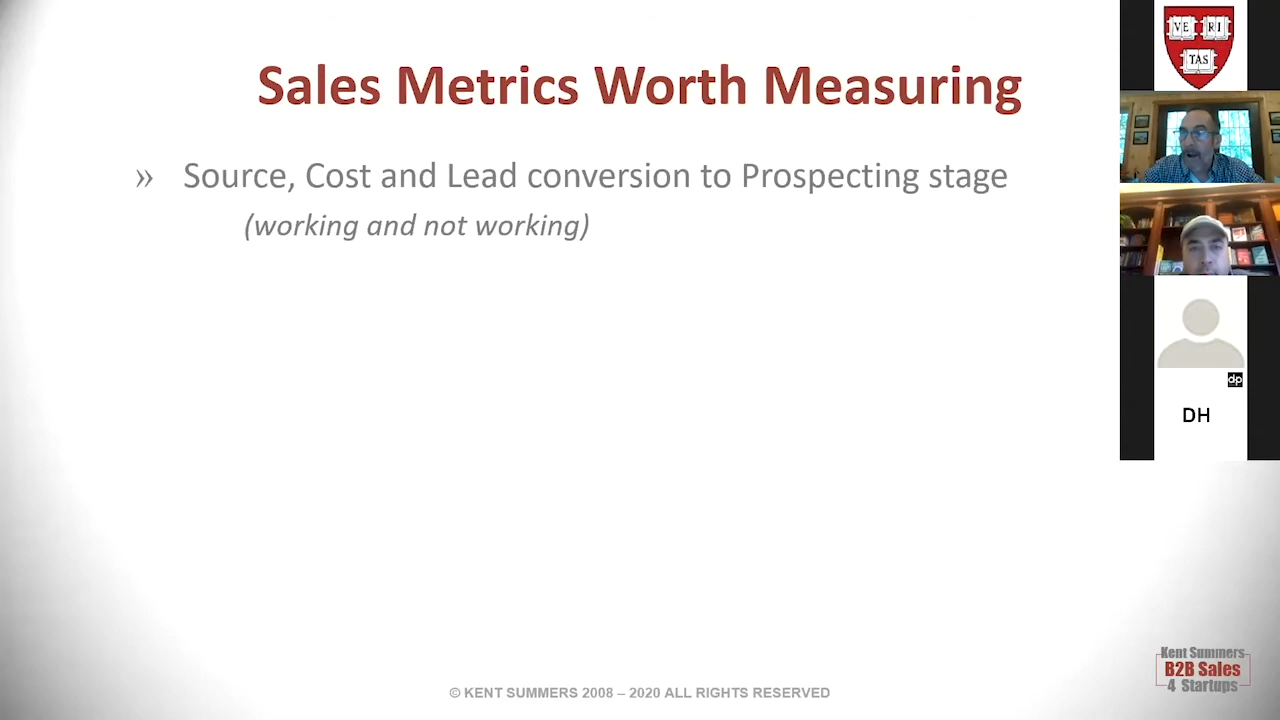 Sales Metrics Worth Measuring
» Source, Cost and Lead conversion to Prospecting stage
(working and not working)
VE RI
TAS
dp
DH
Kent Summers
B2B Sales
4 Startups
© KENT SUMMERS 2008 – 2020 ALL RIGHTS RESERVED